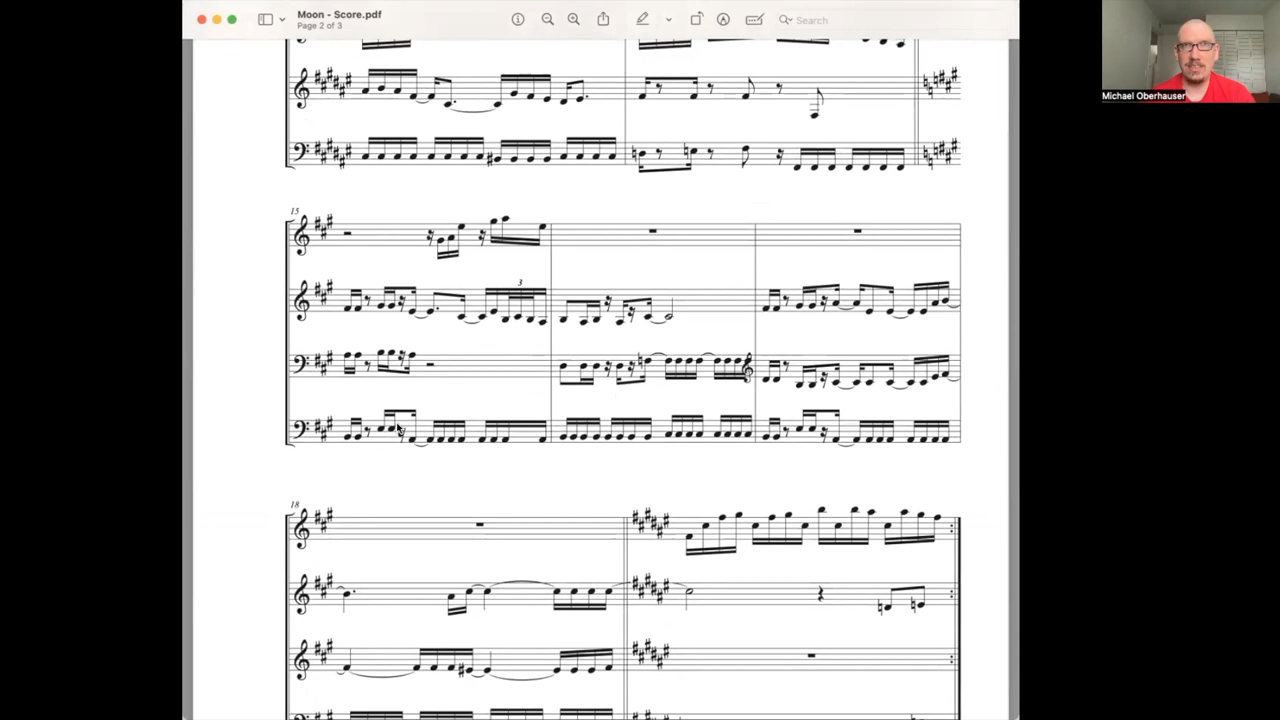 Moon - Score.pdf
Page 2 of 3
Search
Michael Oberhauser
15
3
18